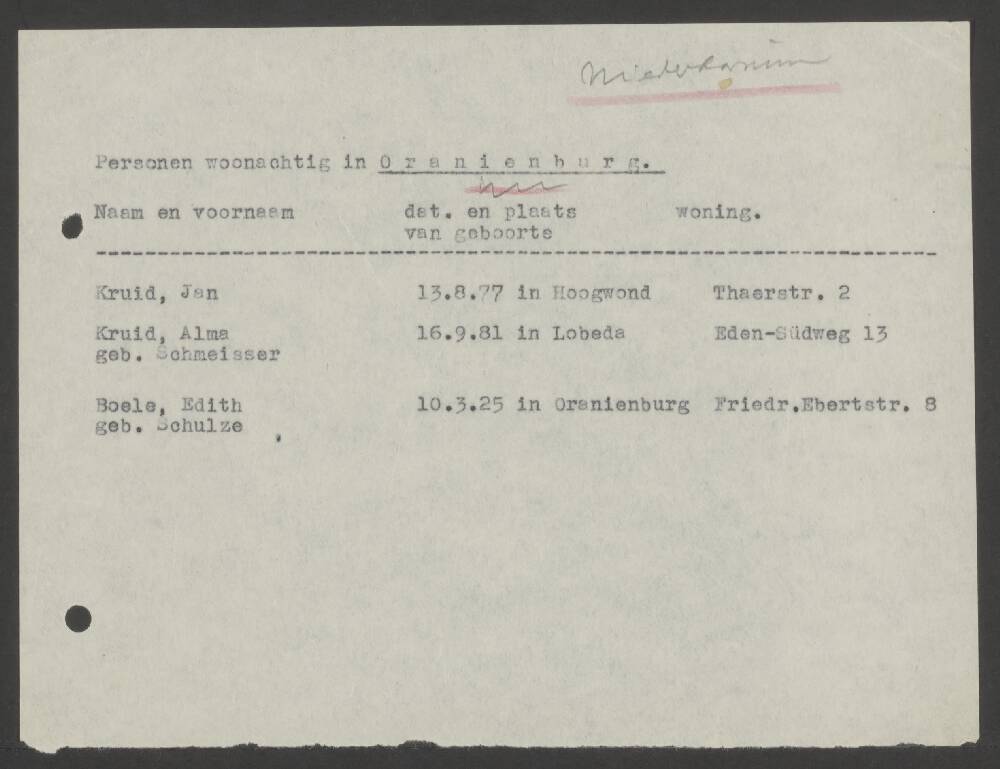 Niederbarnim
Personen woonachtig in O r a n i e n b u r g.
Naam en voornaam dat. en plaats woning.
van geboorte
Kruid, Jan 13.8.77 in Hoogwond Thaerstr. 2
Kruid, Alma 16.9.81 in Lobeda Eden-Südweg 13
geb. Schmeisser
Boele, Edith 10.3.25 in Oranienburg Friedr.Ebertstr. 8
geb. Schulze